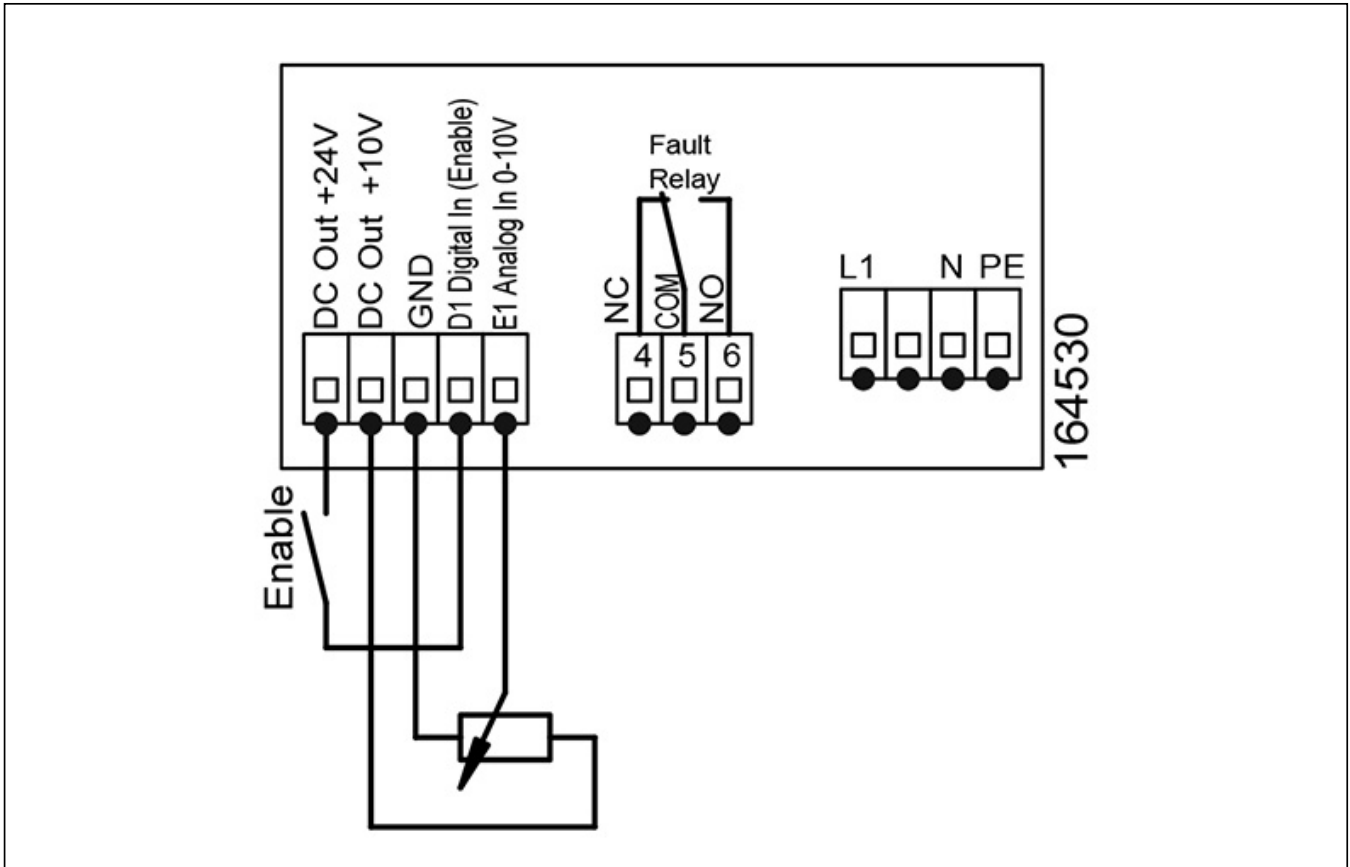 DC Out +24V
DC Out +10V
GND
D1 Digital In (Enable)
E1 Analog In 0-10V
Fault
Relay
NC
COM
NO
4 5 6
L1 N PE
164530
Enable